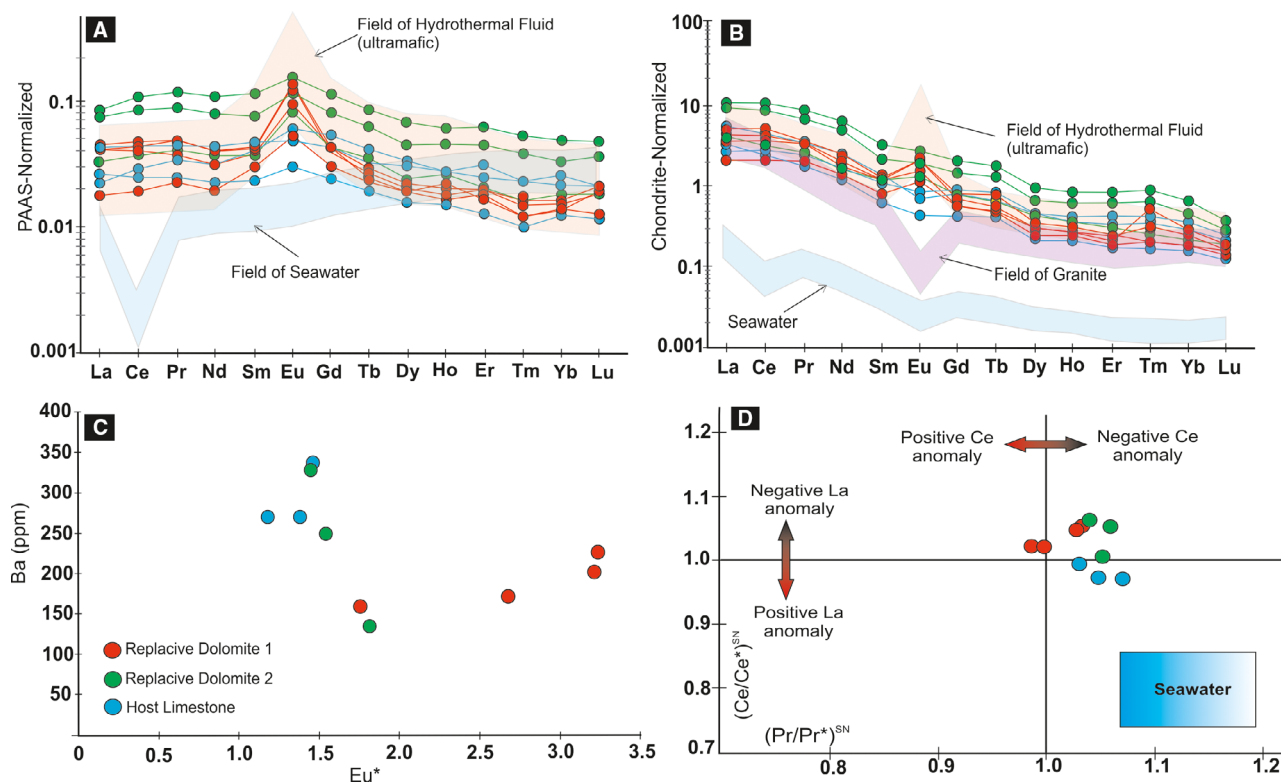 A
Field of Hydrothermal Fluid
(ultramafic)
PAAS-Normalized
0.1
0.01
0.001
Field of Seawater
La Ce Pr Nd Sm Eu Gd Tb Dy Ho Er Tm Yb Lu
B
Chondrite-Normalized
100
10
1
0.1
0.01
0.001
Field of Hydrothermal Fluid
(ultramafic)
Field of Granite
Seawater
La Ce Pr Nd Sm Eu Gd Tb Dy Ho Er Tm Yb Lu
C
Ba (ppm)
400
350
300
250
200
150
100
50
Replacive Dolomite 1
Replacive Dolomite 2
Host Limestone
0 1.0 1.5 2.0 2.5 3.0 3.5
Eu*
D
1.2
1.1
1.0
0.9
0.8
0.7
Positive Ce
anomaly
Negative Ce
anomaly
Negative La
anomaly
Positive La
anomaly
(Ce/Ce*)SN
Seawater
(Pr/Pr*)SN
0.8 0.9 1.0 1.1 1.2